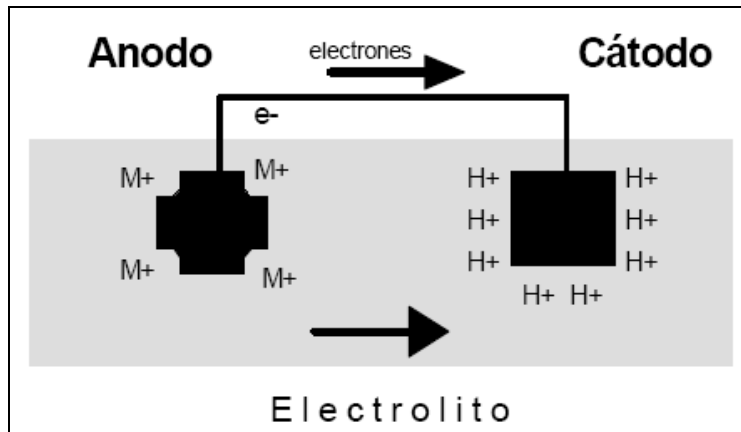 Anodo electrones Cátodo
e-
M+ M+ H+ H+
H+ H+
M+ M+ H+ H+
H+ H+
Electrolito